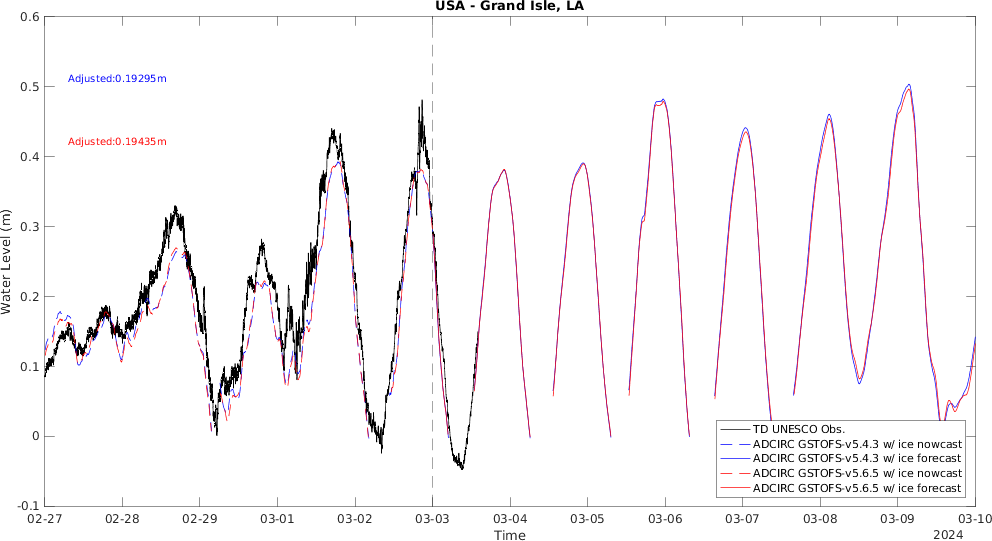 USA - Grand Isle, LA
0.6
0.5
0.4
0.3
0.2
0.1
0
-0.1
Water Level (m)
Adjusted:0.19295m
Adjusted:0.19435m
TD UNESCO Obs.
ADCIRC GSTOFS-v5.4.3 w/ ice nowcast
ADCIRC GSTOFS-v5.4.3 w/ ice forecast
ADCIRC GSTOFS-v5.6.5 w/ ice nowcast
ADCIRC GSTOFS-v5.6.5 w/ ice forecast
02-27 02-28 02-29 03-01 03-02 03-03 03-04 03-05 03-06 03-07 03-08 03-09 03-10
Time
2024